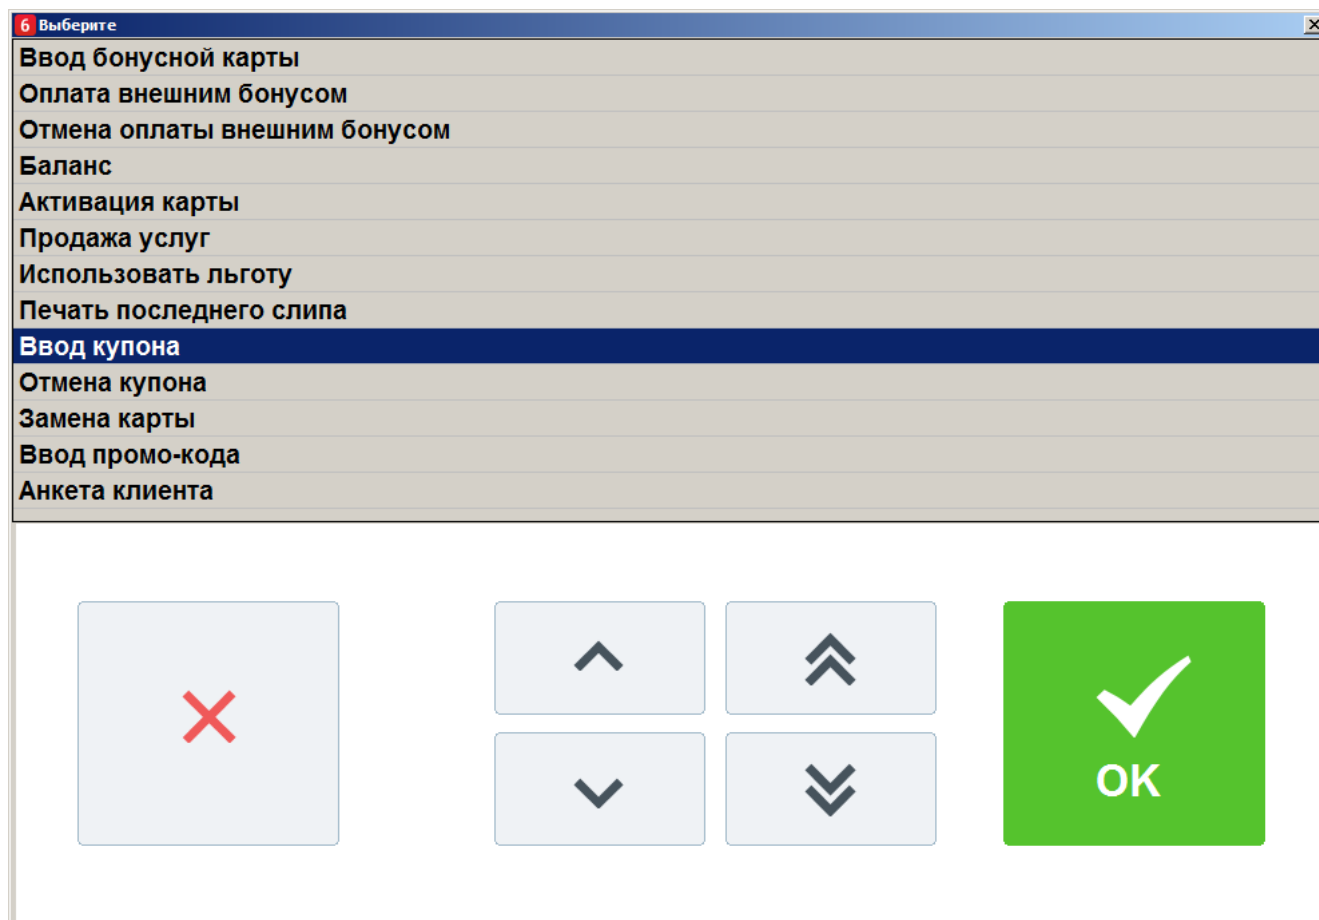 6 Выберите
Ввод бонусной карты
Оплата внешним бонусом
Отмена оплаты внешним бонусом
Баланс
Активация карты
Продажа услуг
Использовать льготу
Печать последнего слипа
Ввод купона
Отмена купона
Замена карты
Ввод промо-кода
Анкета клиента
OK